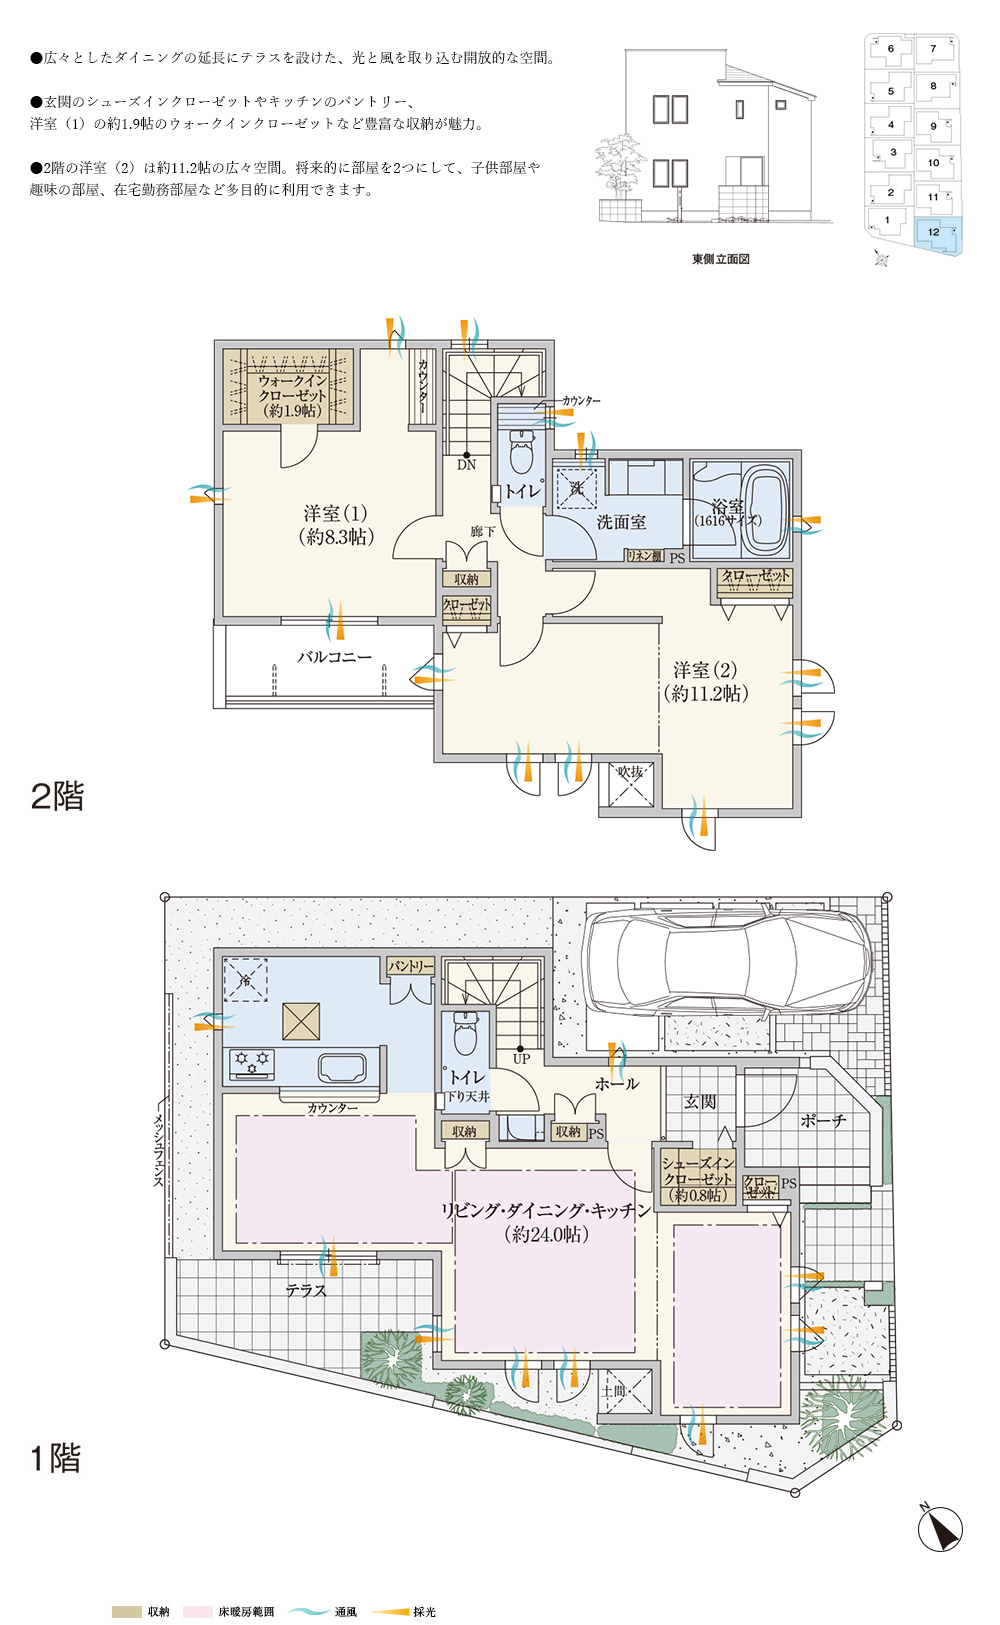 ●広々としたダイニングの延長にテラスを設けた、光と風を取り込む開放的な空間。
●玄関のシューズインクローゼットやキッチンのパントリー、
洋室（1）の約1.9帖のウォークインクローゼットなど豊富な収納が魅力。
●2階の洋室（2）は約11.2帖の広々空間。将来的に部屋を2つにして、子供部屋や
趣味の部屋、在宅勤務部屋など多目的に利用できます。
東側立面図
6
7
5
8
4
9
3
10
2
11
1
12
ウォークイン
クローゼット
（約1.9帖）
カウンター
カウンター
DN
トイレ
洗
洗面室
浴室
（1616サイズ）
洋室（1）
（約8.3帖）
廊下
リネン棚
PS
収納
クローゼット
クローゼット
バルコニー
洋室（2）
（約11.2帖）
吹抜
2階
冷
パントリー
UP
トイレ
下り天井
ホール
玄関
ポーチ
カウンター
収納
収納
PS
メッシュフェンス
シューズイン
クローゼット
（約0.8帖）
クロー
ゼット
PS
リビング・ダイニング・キッチン
（約24.0帖）
テラス
土間
1階
N
収納
床暖房範囲
通風
採光